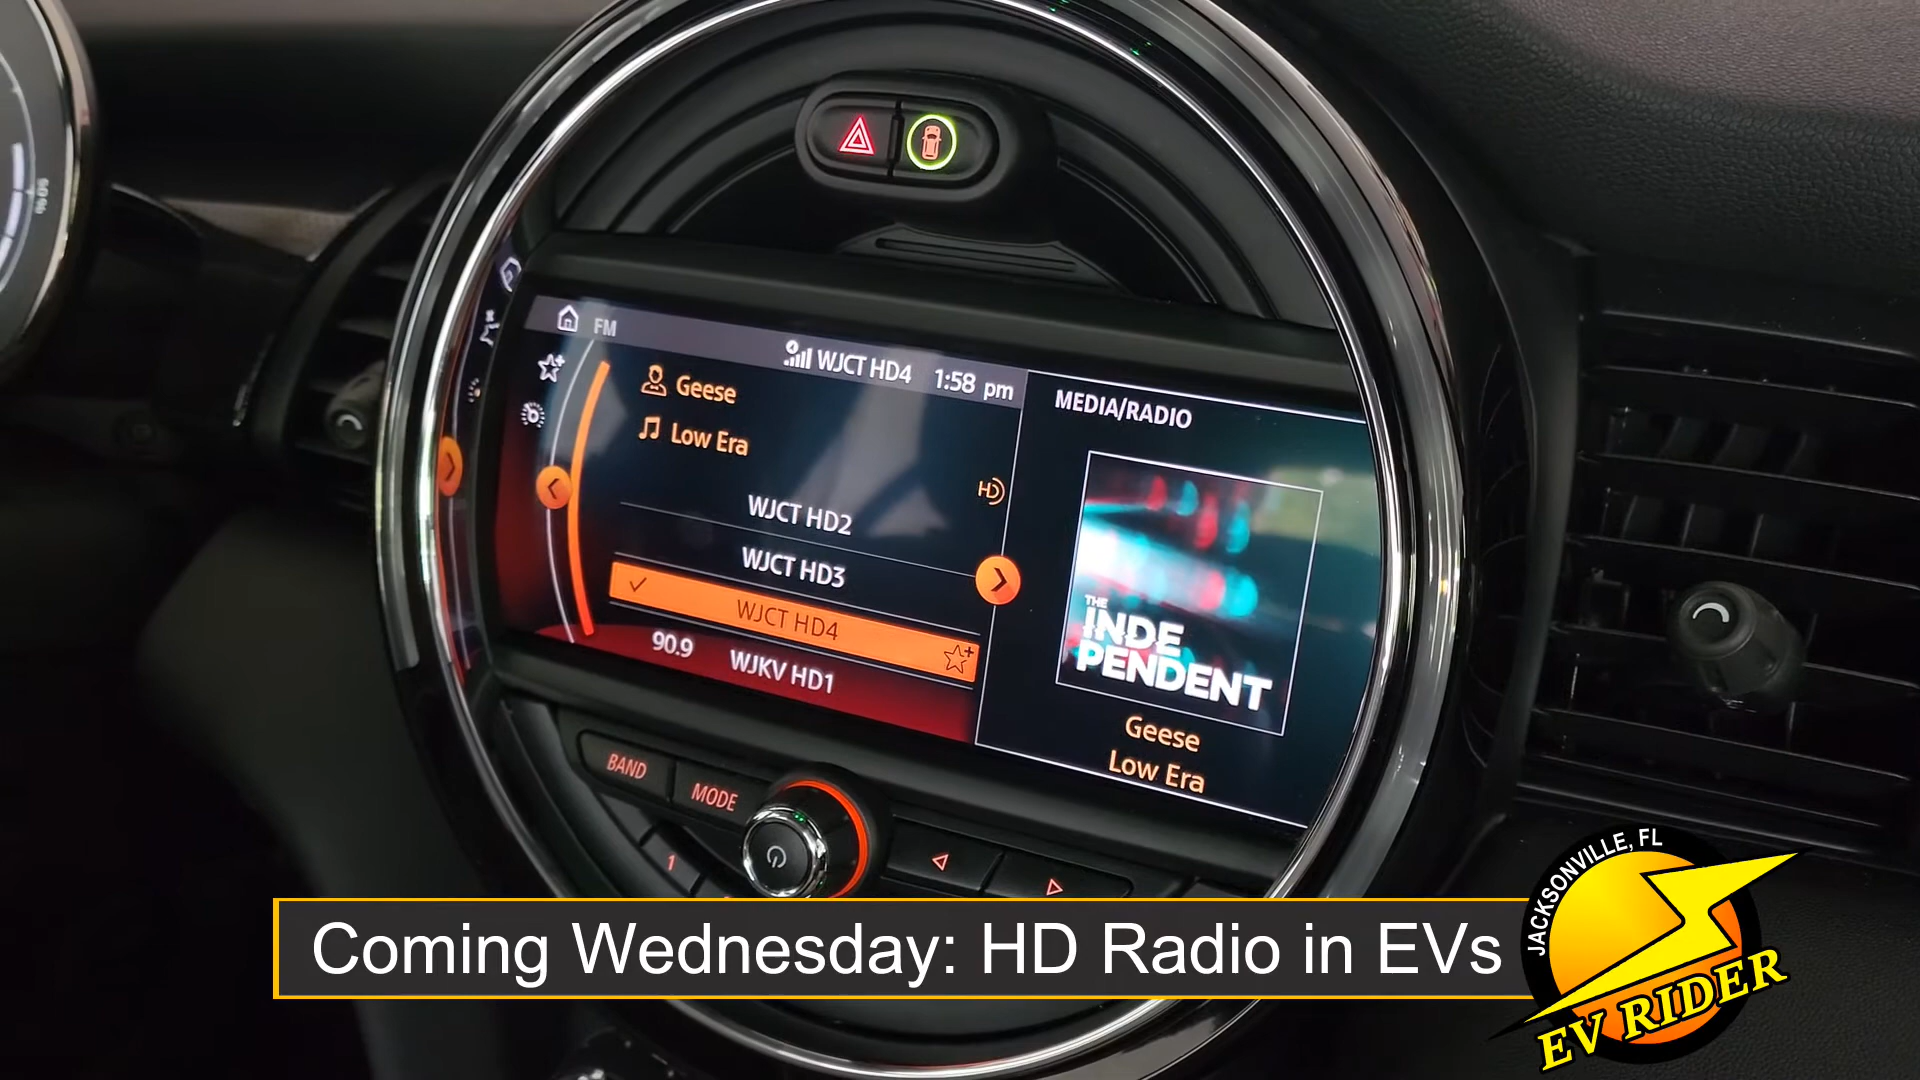 FM
WJCT HD4
1:58 pm
Geese
Low Era
HD
WJCT HD2
WJCT HD3
WJCT HD4
90.9 WJKV HD1
MEDIA/RADIO
THE
INDE
PENDENT
Geese
Low Era
BAND
MODE
1
Coming Wednesday: HD Radio in EVs
JACKSONVILLE, FL
EV RIDER